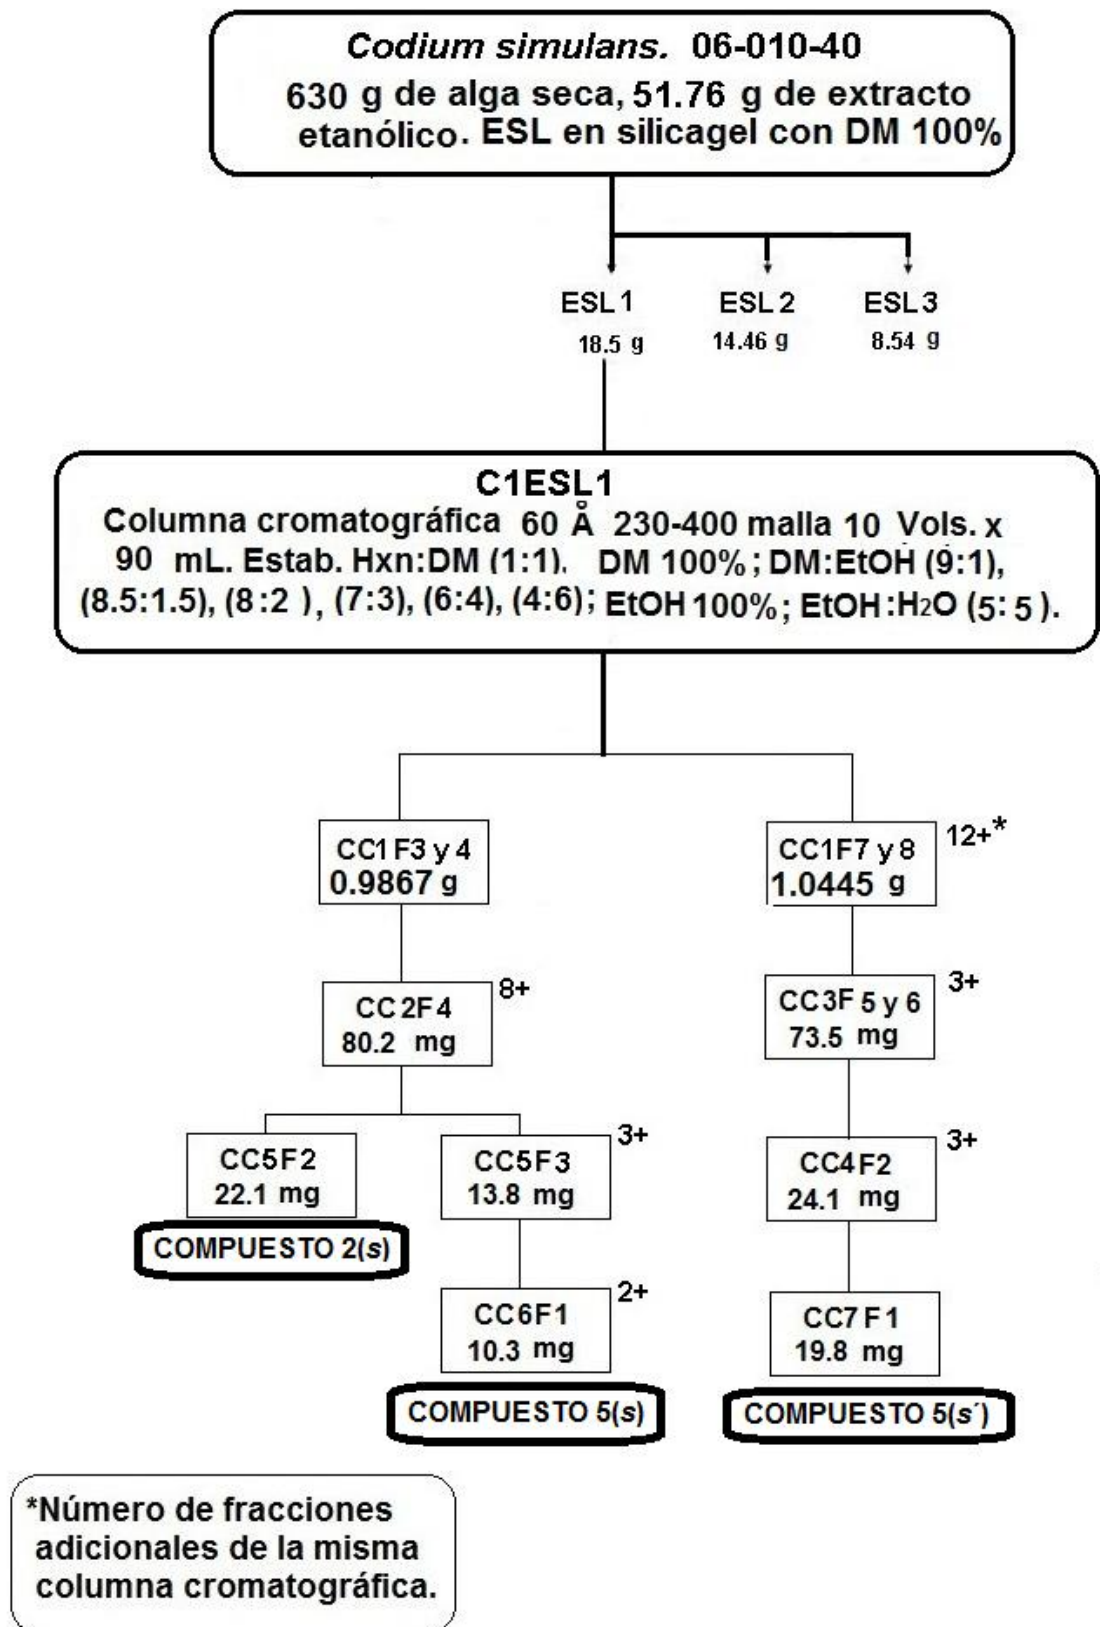 Codium simulans. 06-010-40
630 g de alga seca, 51.76 g de extracto
etanólico. ESL en silicagel con DM 100%
ESL 1
18.5 g
ESL 2
14.46 g
ESL 3
8.54 g
C1ESL1
Columna cromatográfica 60 Å 230-400 malla 10 Vols. x
90 mL. Estab. Hxn:DM (1:1). DM 100%; DM:EtOH (9:1),
(8.5:1.5), (8:2 ), (7:3), (6:4), (4:6); EtOH 100%; EtOH:H₂O (5:5 ).
CC1F3 y 4
0.9867 g
CC1F7 y 8
1.0445 g
12+*
CC2F4
80.2 mg
8+
CC3F 5 y 6
73.5 mg
3+
CC5F2
22.1 mg
COMPUESTO 2(s)
CC5F3
13.8 mg
3+
CC4F2
24.1 mg
3+
CC6F1
10.3 mg
2+
COMPUESTO 5(s)
CC7F1
19.8 mg
COMPUESTO 5(s´)
*Número de fracciones
adicionales de la misma
columna cromatográfica.